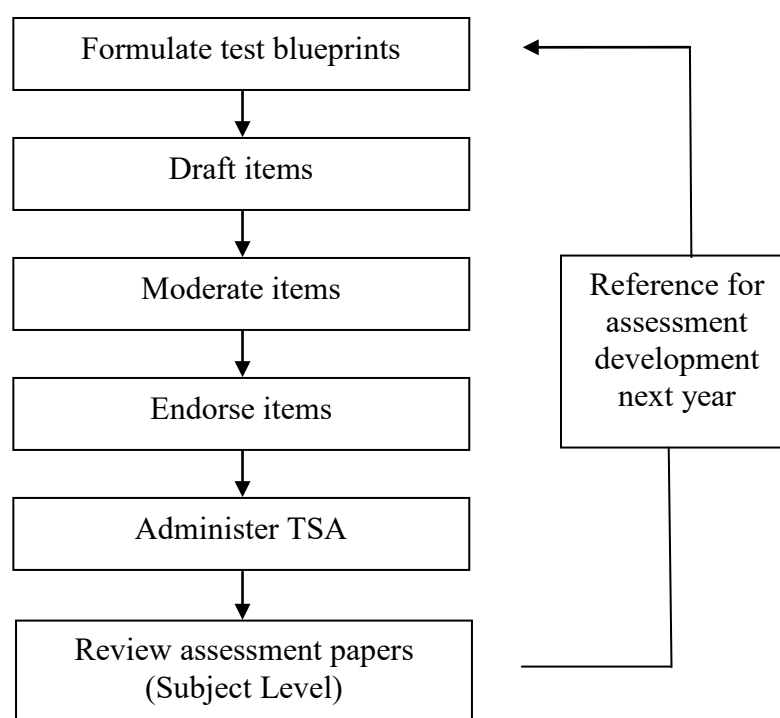 Formulate test blueprints
Draft items
Moderate items
Endorse items
Administer TSA
Review assessment papers
(Subject Level)
Reference for
assessment
development
next year